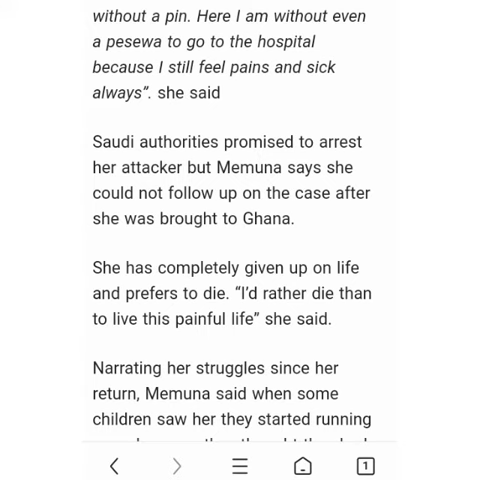 without a pin. Here I am without even
a pesewa to go to the hospital
because I still feel pains and sick
always”. she said
Saudi authorities promised to arrest
her attacker but Memuna says she
could not follow up on the case after
she was brought to Ghana.
She has completely given up on life
and prefers to die. “I’d rather die than
to live this painful life” she said.
Narrating her struggles since her
return, Memuna said when some
children saw her they started running
1